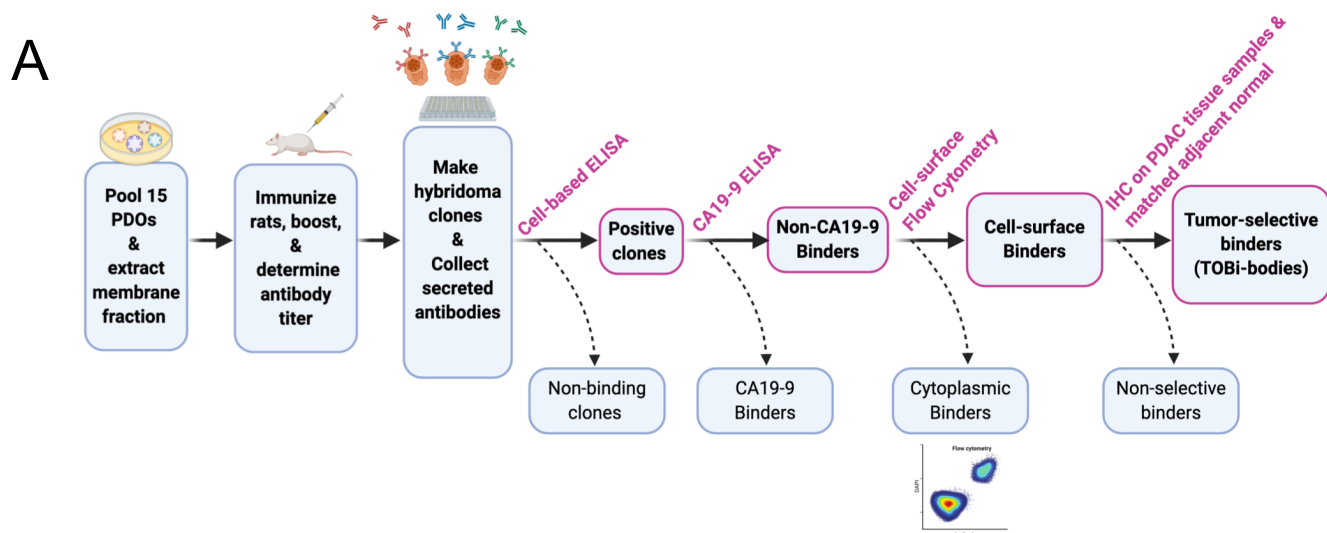 A
Pool 15
PDOs
&
extract
membrane
fraction
Immunize
rats, boost,
&
determine
antibody
titer
Make
hybridoma
clones
&
Collect
secreted
antibodies
Cell-based ELISA
Positive
clones
CA19-9 ELISA
Non-CA19-9
Binders
Cell-surface
Flow Cytometry
Cell-surface
Binders
IHC on PDAC tissue samples &
matched adjacent normal
Tumor-selective
binders
(TOBi-bodies)
Non-binding
clones
CA19-9
Binders
Cytoplasmic
Binders
Non-selective
binders
Flow cytometry
DAPI